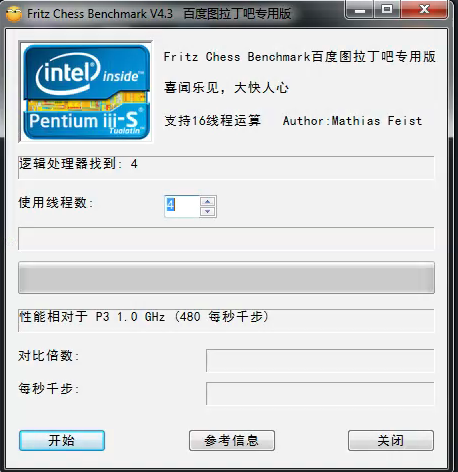 Fritz Chess Benchmark V4.3 百度图拉丁吧专用版
intel inside™
Pentium iii-S
Tualatin
Fritz Chess Benchmark百度图拉丁吧专用版
喜闻乐见，大快人心
支持16线程运算 Author:Mathias Feist
逻辑处理器找到: 4
使用线程数: 4
性能相对于 P3 1.0 GHz (480 每秒千步)
对比倍数:
每秒千步:
开始 参考信息 关闭